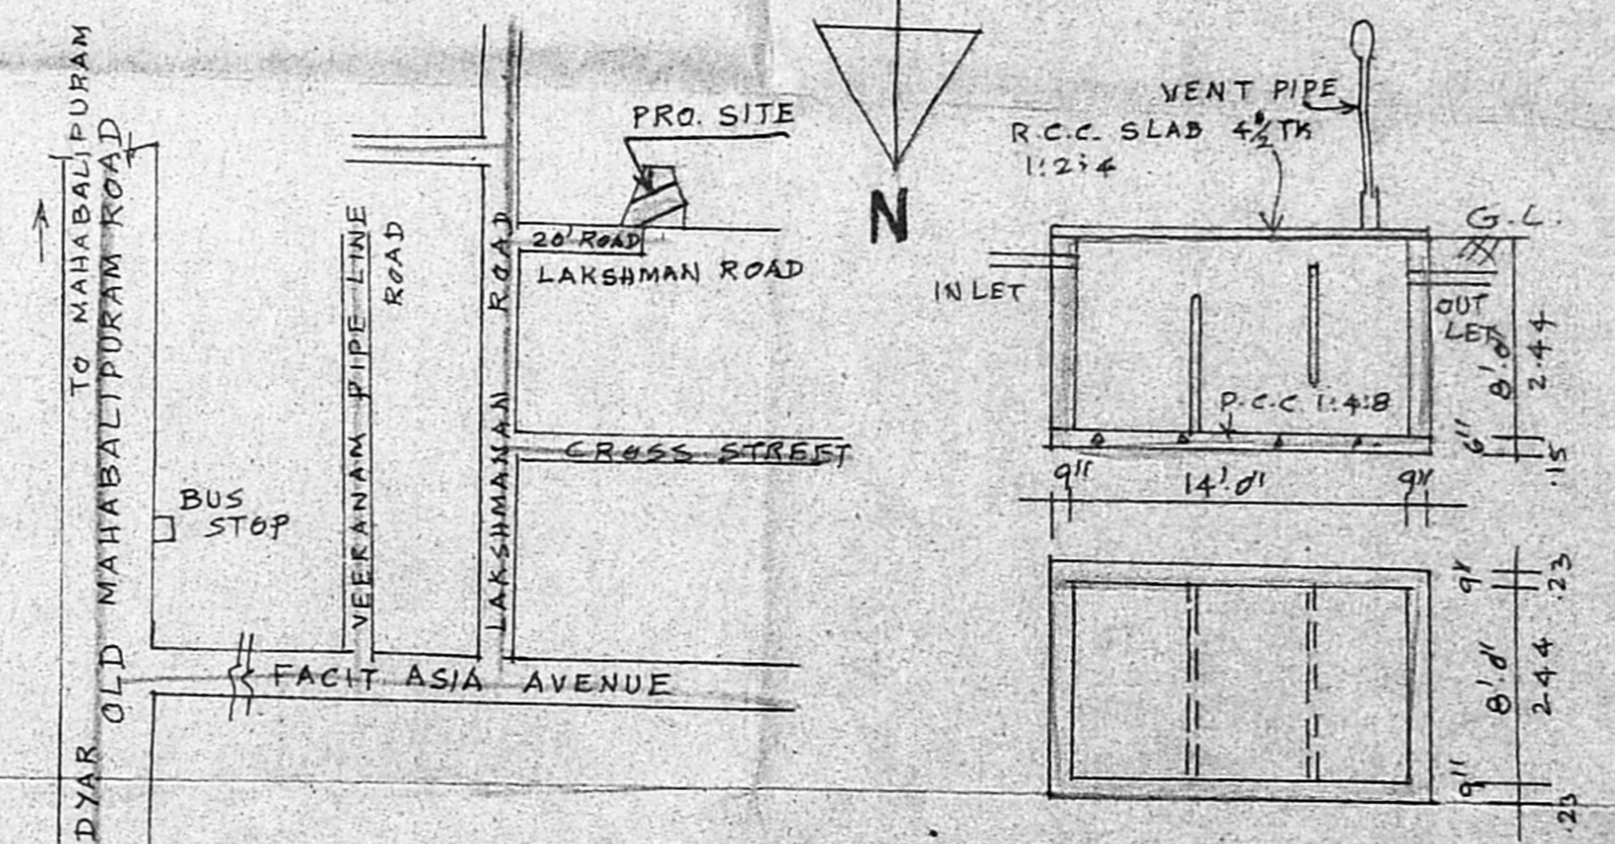 TO MAHABALIPURAM
OLD MAHABALIPURAM ROAD
DYAR
BUS
STOP
VEERANAM PIPE LINE
ROAD
LAKSHMANAN ROAD
PRO. SITE
20' ROAD
LAKSHMAN ROAD
CROSS STREET
FACIT ASIA AVENUE
N
VENT PIPE
R.C.C. SLAB 4½" TK
1:2:4
G.L.
INLET
OUT
LET
P.C.C. 1:4:8
8'.0"
2.44
6"
.15
9"
14'.0"
9"
9"
.23
8'.0"
2.44
9"
.23